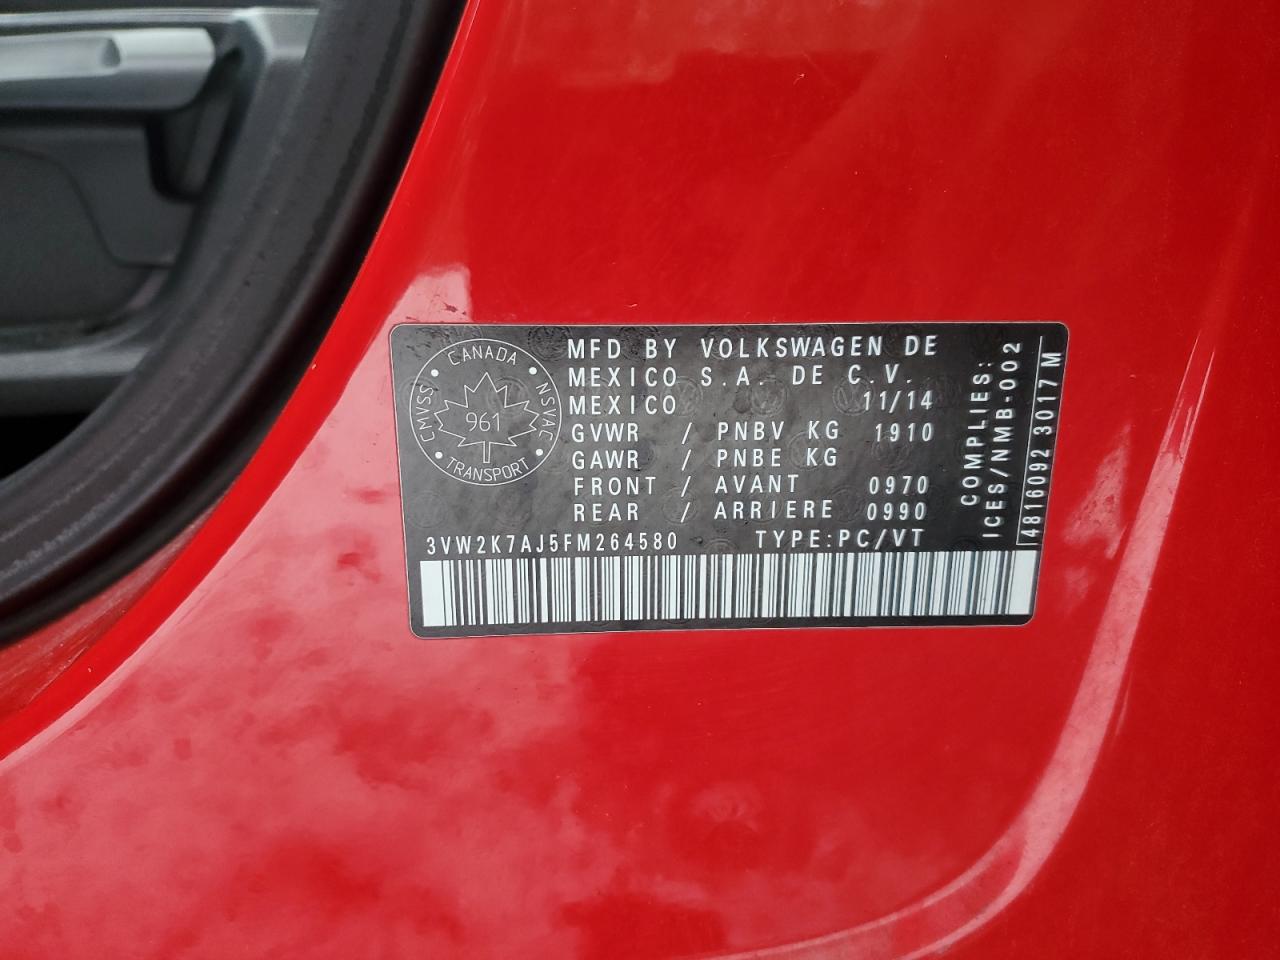 CANADA
CMVSS
NSVAC
961
TRANSPORT
MFD BY VOLKSWAGEN DE
MEXICO S.A. DE C.V.
MEXICO 11/14
GVWR / PNBV KG 1910
GAWR / PNBE KG
FRONT / AVANT 0970
REAR / ARRIERE 0990
3VW2K7AJ5FM264580 TYPE:PC/VT
COMPLIES:
ICES/NMB-002
4816092 3017 M